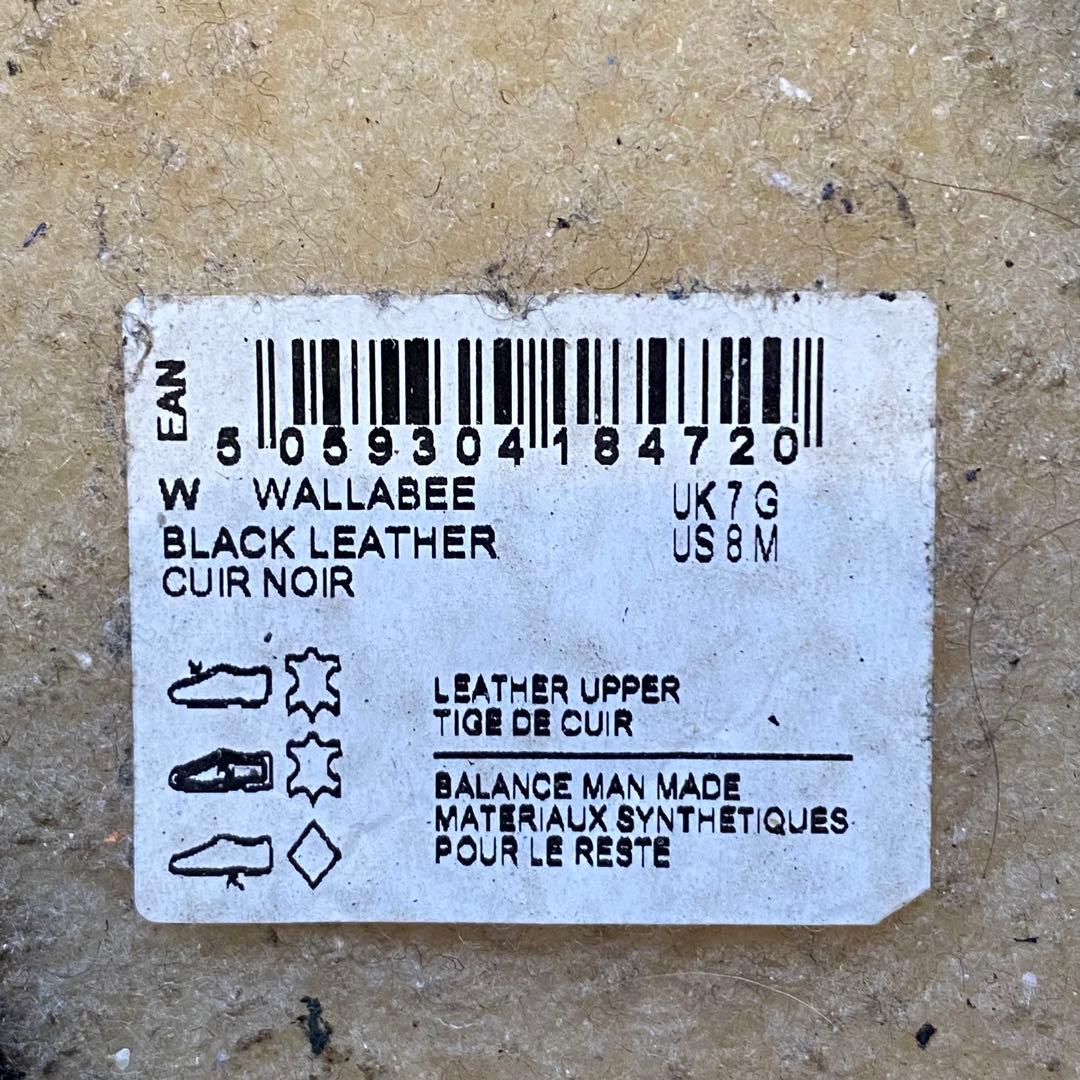 EAN
5 059304 184720
W WALLABEE
UK 7 G
BLACK LEATHER
US 8 M
CUIR NOIR
LEATHER UPPER
TIGE DE CUIR
BALANCE MAN MADE
MATERIAUX SYNTHETIQUES
POUR LE RESTE